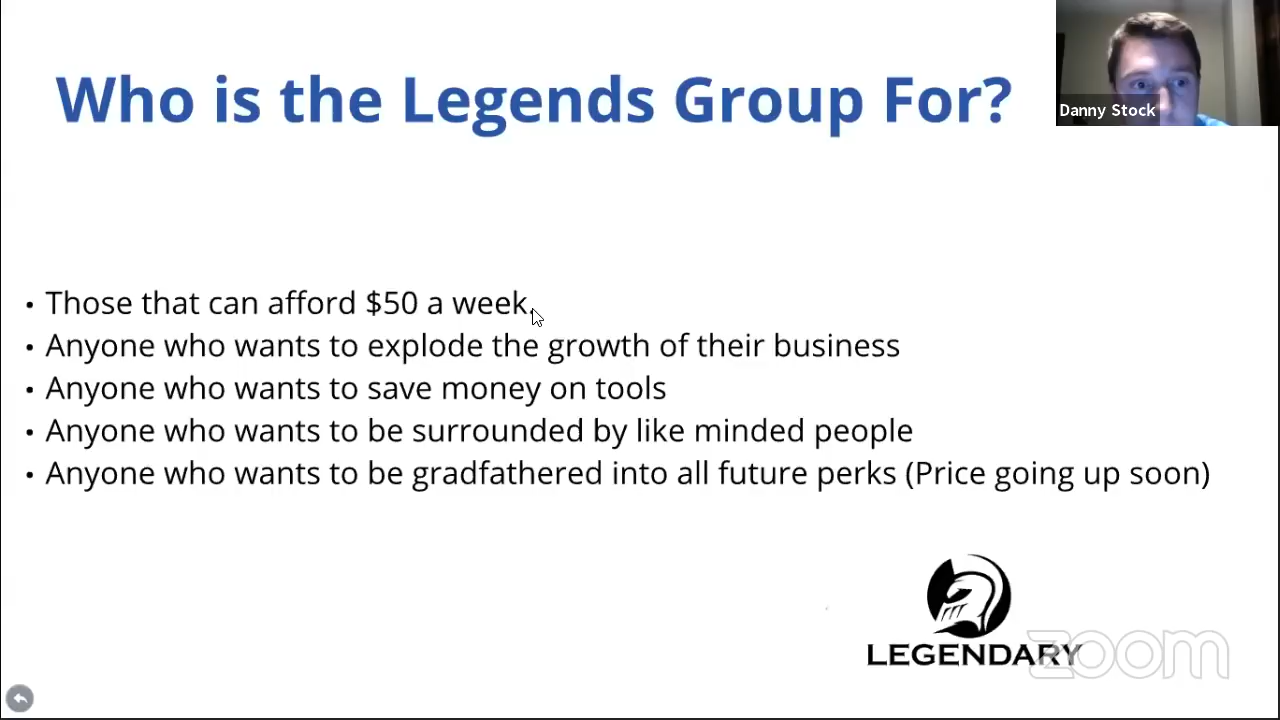 Who is the Legends Group For?
Danny Stock
• Those that can afford $50 a week.
• Anyone who wants to explode the growth of their business
• Anyone who wants to save money on tools
• Anyone who wants to be surrounded by like minded people
• Anyone who wants to be gradfathered into all future perks (Price going up soon)
LEGENDARY
zoom